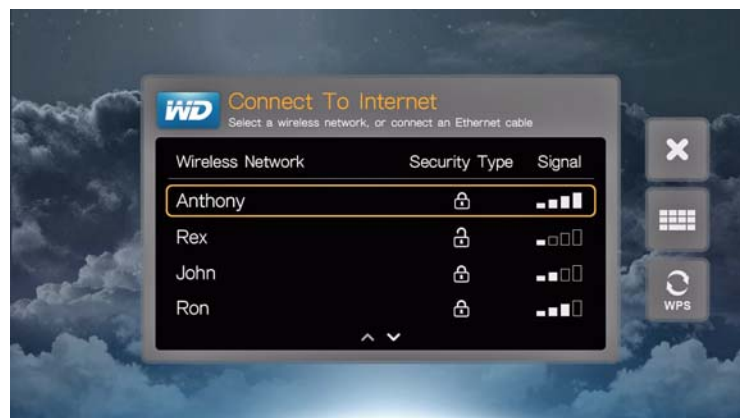 WD
Connect To Internet
Select a wireless network, or connect an Ethernet cable
Wireless Network Security Type Signal
Anthony
Rex
John
Ron
WPS